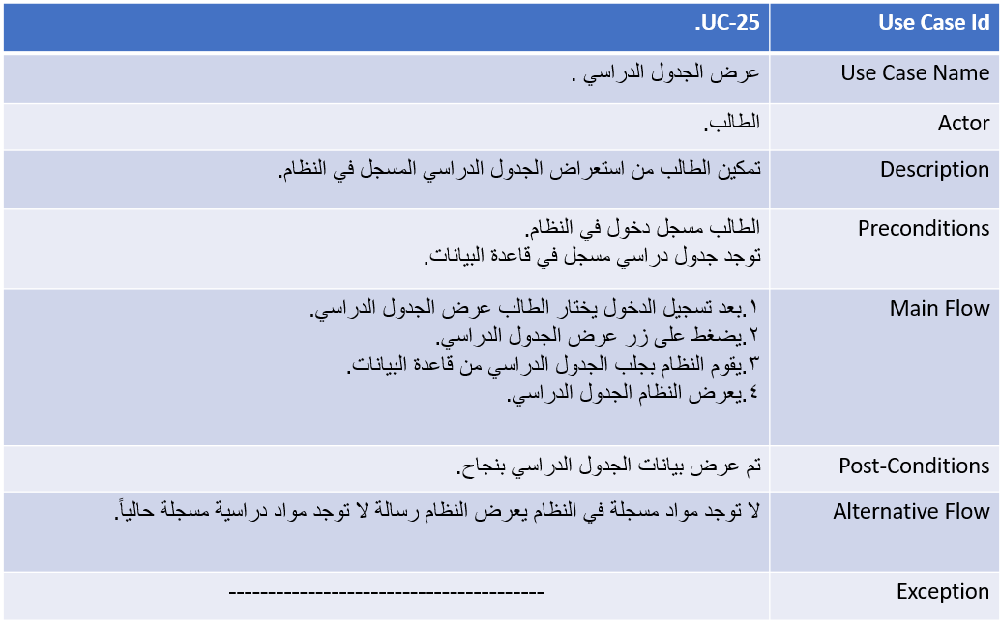 Use Case Id UC-25.
Use Case Name عرض الجدول الدراسي .
Actor الطالب.
Description تمكين الطالب من استعراض الجدول الدراسي المسجل في النظام.
Preconditions الطالب مسجل دخول في النظام.
توجد جدول دراسي مسجل في قاعدة البيانات.
Main Flow ١.بعد تسجيل الدخول يختار الطالب عرض الجدول الدراسي.
٢.يضغط على زر عرض الجدول الدراسي.
٣.يقوم النظام بجلب الجدول الدراسي من قاعدة البيانات.
٤.يعرض النظام الجدول الدراسي.
Post-Conditions تم عرض بيانات الجدول الدراسي بنجاح.
Alternative Flow لا توجد مواد مسجلة في النظام يعرض النظام رسالة لا توجد مواد دراسية مسجلة حالياً.
Exception ----------------------------------------